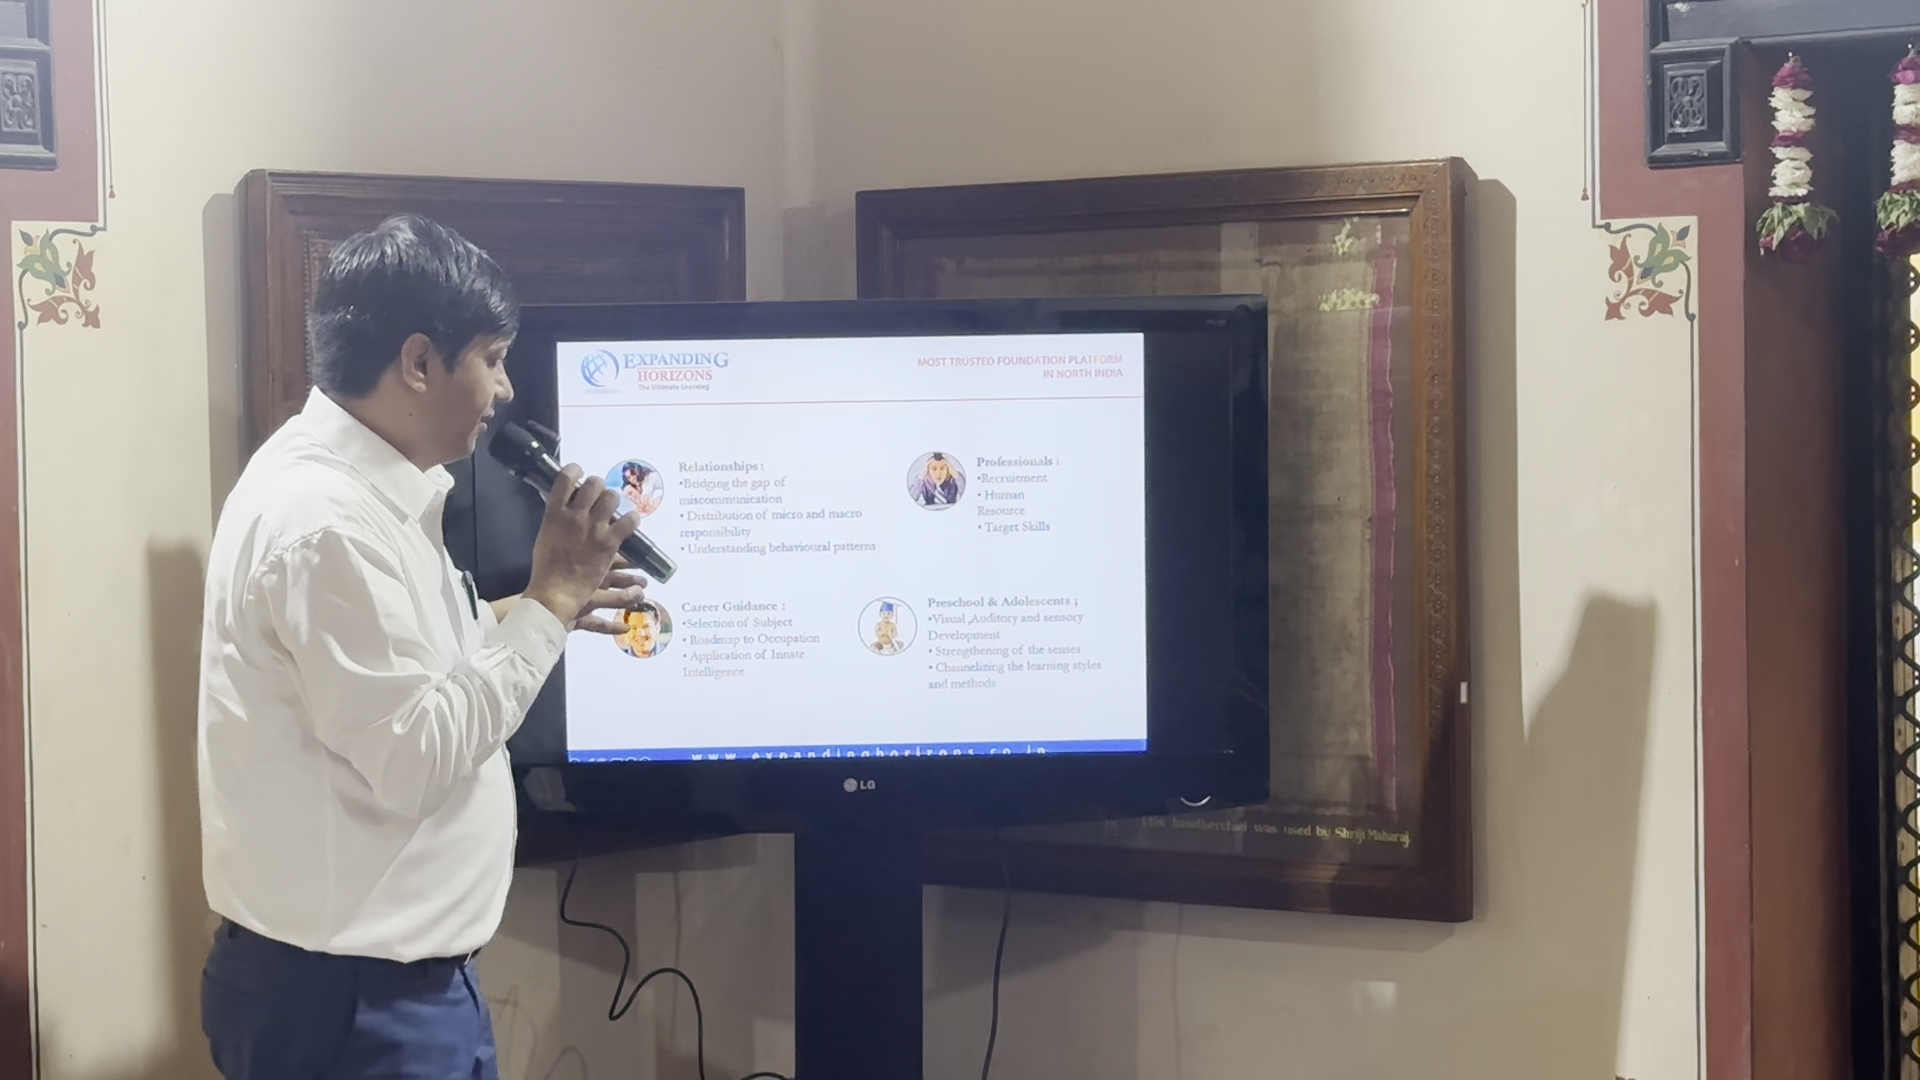 EXPANDING
HORIZONS
The Ultimate Learning
MOST TRUSTED FOUNDATION PLATFORM
IN NORTH INDIA
Relationships :
•Bridging the gap of
miscommunication
• Distribution of micro and macro
responsibility
• Understanding behavioural patterns
Professionals :
•Recruitment
• Human
Resource
• Target Skills
Career Guidance :
•Selection of Subject
• Roadmap to Occupation
• Application of Innate
Intelligence
Preschool & Adolescents ;
•Visual ,Auditory and sensory
Development
• Strengthening of the senses
• Channelizing the learning styles
and methods
www.expandinghorizons.co.in
LG
This handkerchief was used by Shriji Maharaj.